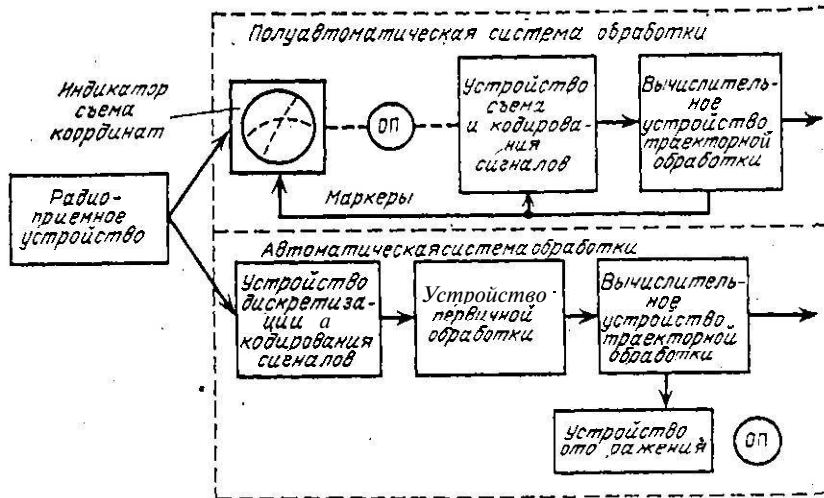 Полуавтоматическая система обработки
Индикатор
съема
координат
ОП
Устройство
съема
и кодирова-
ния
сигналов
Вычислитель-
ное
устройство
траекторной
обработки
Маркеры
Радио-
приемное
устройство
Автоматическая система обработки
Устройство
дискретиза-
ции а
кодирования
сигналов
Устройство
первичной
обработки
Вычислитель-
ное
устройство
траекторной
обработки
Устройство
ото ражения
ОП